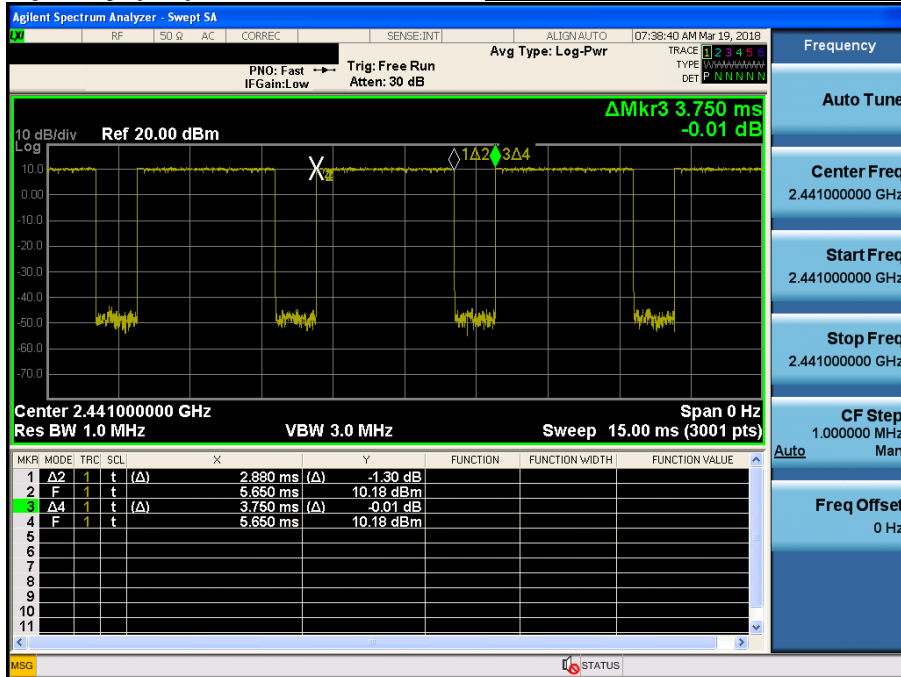 Agilent Spectrum Analyzer - Swept SA
LXI RF 50 Ω AC CORREC SENSE:INT ALIGN AUTO 07:38:40 AM Mar 19, 2018
Avg Type: Log-Pwr
TRACE 1 2 3 4 5 6
TYPE WWWWWW
DET P N N N N N
PNO: Fast
IFGain:Low
Trig: Free Run
Atten: 30 dB
ΔMkr3 3.750 ms
-0.01 dB
10 dB/div Ref 20.00 dBm
Log
1Δ2 3Δ4
10.0
0.00
-10.0
-20.0
-30.0
-40.0
-50.0
-60.0
-70.0
Center 2.441000000 GHz Span 0 Hz
Res BW 1.0 MHz VBW 3.0 MHz Sweep 15.00 ms (3001 pts)
MKR MODE TRC SCL X Y FUNCTION FUNCTION WIDTH FUNCTION VALUE
1 Δ2 1 t (Δ) 2.880 ms (Δ) -1.30 dB
2 F 1 t 5.650 ms 10.18 dBm
3 Δ4 1 t (Δ) 3.750 ms (Δ) -0.01 dB
4 F 1 t 5.650 ms 10.18 dBm
5
6
7
8
9
10
11
MSG STATUS
Frequency
Auto Tune
Center Freq
2.441000000 GHz
Start Freq
2.441000000 GHz
Stop Freq
2.441000000 GHz
CF Step
1.000000 MHz
Auto Man
Freq Offset
0 Hz